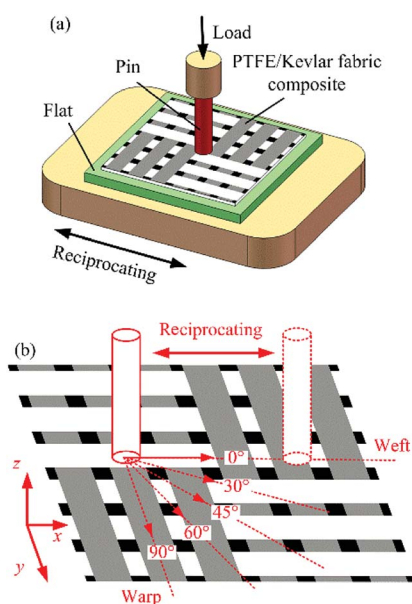 (a)
Load
PTFE/Kevlar fabric
composite
Pin
Flat
Reciprocating
(b)
Reciprocating
0°
Weft
30°
45°
60°
90°
Warp
z
x
y